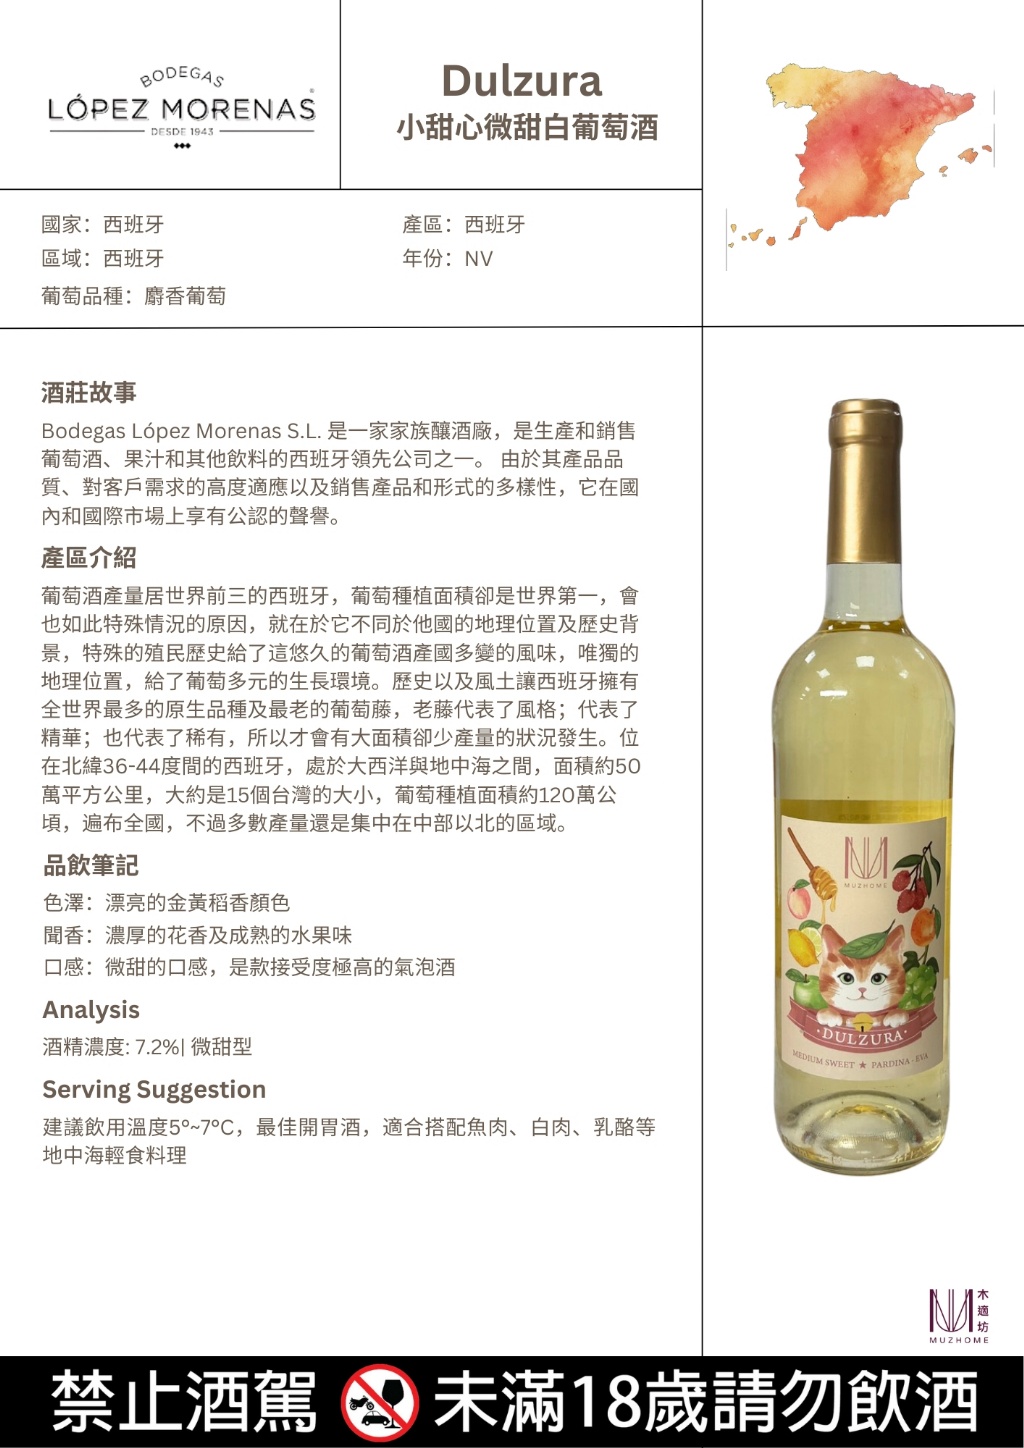 BODEGAS
LÓPEZ MORENAS
DESDE 1943
Dulzura
小甜心微甜白葡萄酒
國家：西班牙
產區：西班牙
區域：西班牙
年份：NV
葡萄品種：麝香葡萄
酒莊故事
Bodegas López Morenas S.L. 是一家家族釀酒廠，是生產和銷售
葡萄酒、果汁和其他飲料的西班牙領先公司之一。 由於其產品品
質、對客戶需求的高度適應以及銷售產品和形式的多樣性，它在國
內和國際市場上享有公認的聲譽。
產區介紹
葡萄酒產量居世界前三的西班牙，葡萄種植面積卻是世界第一，會
也如此特殊情況的原因，就在於它不同於他國的地理位置及歷史背
景，特殊的殖民歷史給了這悠久的葡萄酒產國多變的風味，唯獨的
地理位置，給了葡萄多元的生長環境。歷史以及風土讓西班牙擁有
全世界最多的原生品種及最老的葡萄藤，老藤代表了風格；代表了
精華；也代表了稀有，所以才會有大面積卻少產量的狀況發生。位
在北緯36-44度間的西班牙，處於大西洋與地中海之間，面積約50
萬平方公里，大約是15個台灣的大小，葡萄種植面積約120萬公
頃，遍布全國，不過多數產量還是集中在中部以北的區域。
品飲筆記
色澤：漂亮的金黃稻香顏色
聞香：濃厚的花香及成熟的水果味
口感：微甜的口感，是款接受度極高的氣泡酒
Analysis
酒精濃度: 7.2%| 微甜型
Serving Suggestion
建議飲用溫度5°~7°C，最佳開胃酒，適合搭配魚肉、白肉、乳酪等
地中海輕食料理
MUZHOME
·DULZURA·
MEDIUM SWEET ★ PARDINA · EVA
木適坊
MUZHOME
禁止酒駕 未滿18歲請勿飲酒